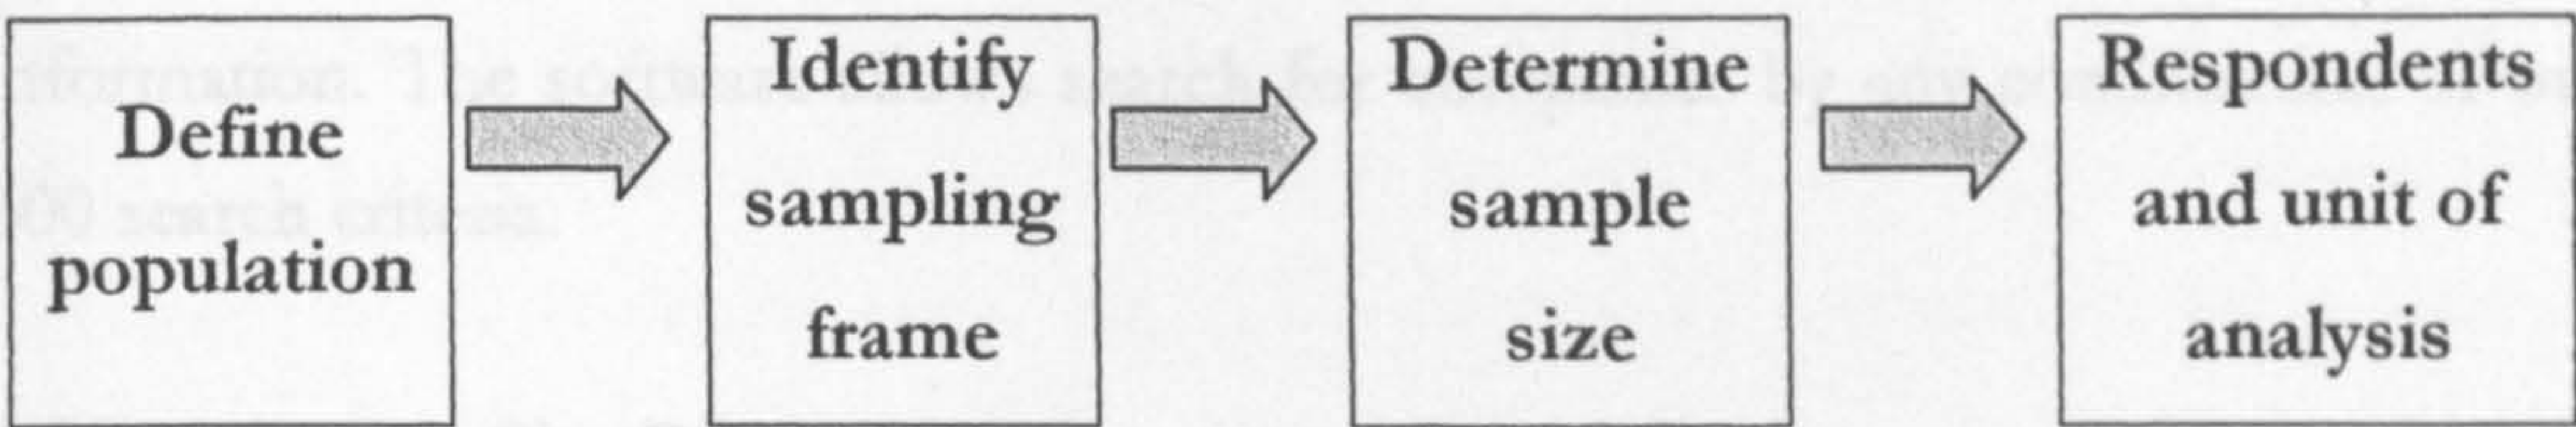 Define
population
Identify
sampling
frame
Determine
sample
size
Respondents
and unit of
analysis